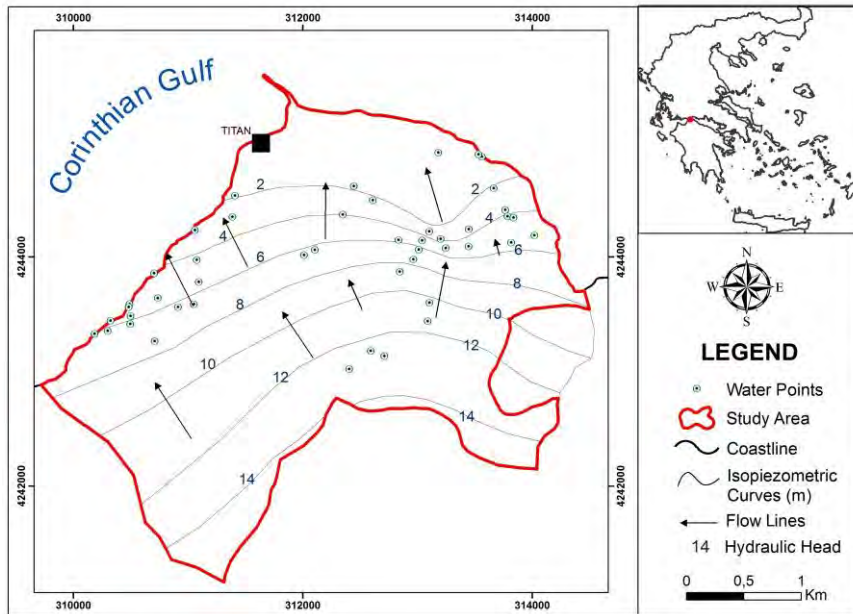 310000 312000 314000
Corinthian Gulf
TITAN
2 2
4 4
6 6
8 8
10 10
12 12
14 14
4244000 4244000
4242000 4242000
310000 312000 314000
N
W E
S
LEGEND
Water Points
Study Area
Coastline
Isopiezometric
Curves (m)
Flow Lines
14 Hydraulic Head
0 0,5 1
Km